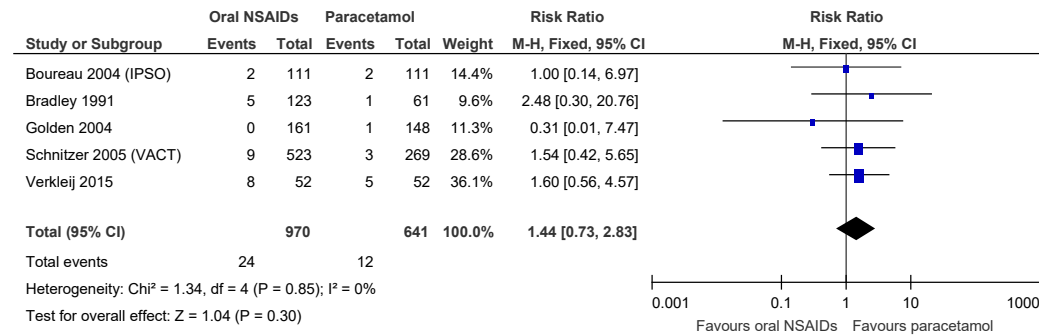 Oral NSAIDs Paracetamol Risk Ratio Risk Ratio
Study or Subgroup Events Total Events Total Weight M-H, Fixed, 95% CI M-H, Fixed, 95% CI
Boureau 2004 (IPSO) 2 111 2 111 14.4% 1.00 [0.14, 6.97]
Bradley 1991 5 123 1 61 9.6% 2.48 [0.30, 20.76]
Golden 2004 0 161 1 148 11.3% 0.31 [0.01, 7.47]
Schnitzer 2005 (VACT) 9 523 3 269 28.6% 1.54 [0.42, 5.65]
Verkleij 2015 8 52 5 52 36.1% 1.60 [0.56, 4.57]
Total (95% CI) 970 641 100.0% 1.44 [0.73, 2.83]
Total events 24 12
Heterogeneity: Chi² = 1.34, df = 4 (P = 0.85); I² = 0%
Test for overall effect: Z = 1.04 (P = 0.30)
0.001 0.1 1 10 1000
Favours oral NSAIDs Favours paracetamol